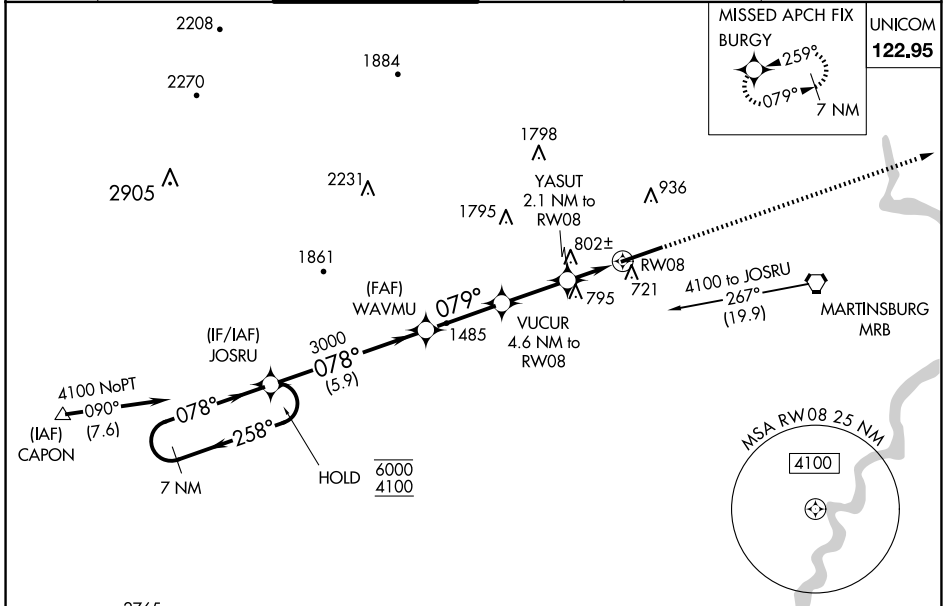 MISSED APCH FIX
BURGY
259°
079°
7 NM
UNICOM
122.95
2208
2270
1884
2905
2231
1798
1795
YASUT
2.1 NM to
RW08
936
802±
RW08
721
795
1861
(FAF)
WAVMU
079°
1485
VUCUR
4.6 NM to
RW08
4100 to JOSRU
267°
(19.9)
MARTINSBURG
MRB
(IF/IAF)
JOSRU
3000
078°
(5.9)
4100 NoPT
090°
(7.6)
(IAF)
CAPON
078°
258°
7 NM
HOLD
6000
4100
MSA RW08 25 NM
4100